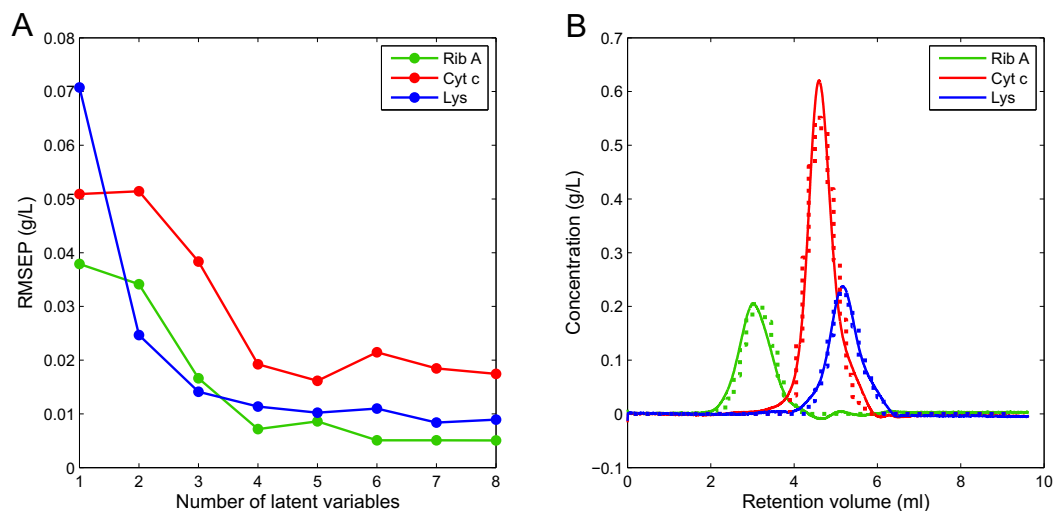 A
0.08
0.07
0.06
0.05
0.04
0.03
0.02
0.01
0
RMSEP (g/L)
Rib A
Cyt c
Lys
1 2 3 4 5 6 7 8
Number of latent variables
B
0.7
0.6
0.5
0.4
0.3
0.2
0.1
0
−0.1
Concentration (g/L)
Rib A
Cyt c
Lys
0 2 4 6 8 10
Retention volume (ml)